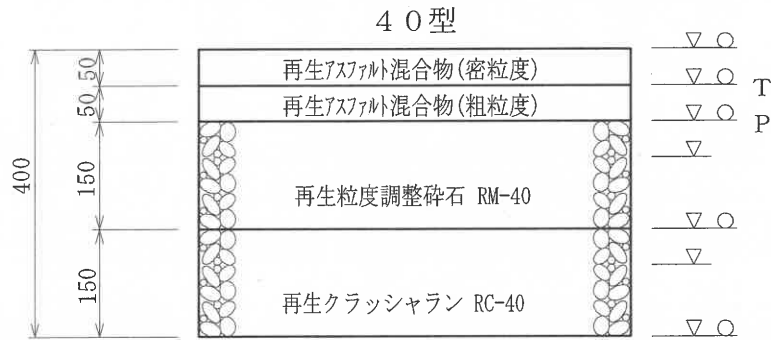 40型
50
再生アスファルト混合物(密粒度)
▽ ○
▽ ○
T
50
再生アスファルト混合物(粗粒度)
▽ ○
P
▽
400
150
再生粒度調整砕石 RM-40
▽ ○
▽
150
再生クラッシャラン RC-40
▽ ○